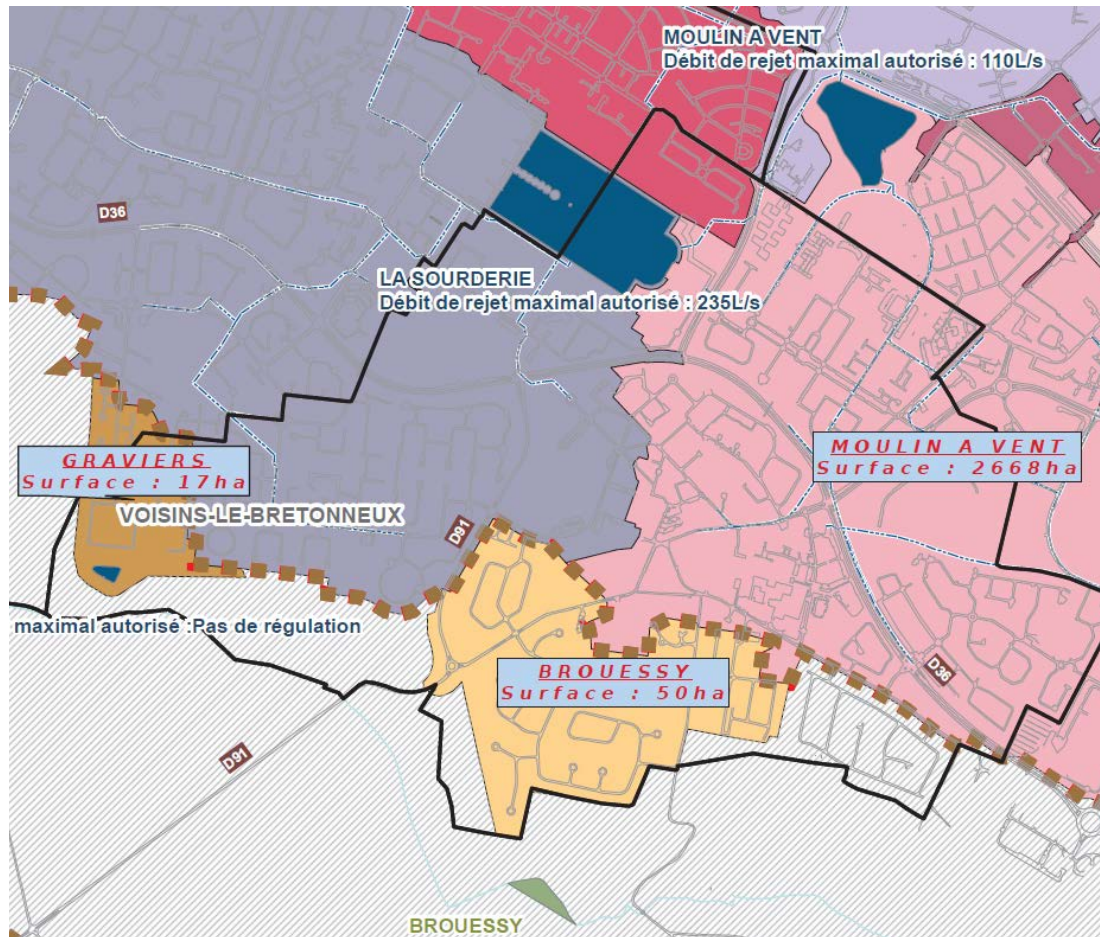 MOULIN A VENT
Débit de rejet maximal autorisé : 110L/s
D36
LA SOURDERIE
Débit de rejet maximal autorisé : 235L/s
GRAVIERS
Surface : 17ha
MOULIN A VENT
Surface : 2668ha
VOISINS-LE-BRETONNEUX
D91
maximal autorisé :Pas de régulation
BROUESSY
Surface : 50ha
D36
D91
BROUESSY